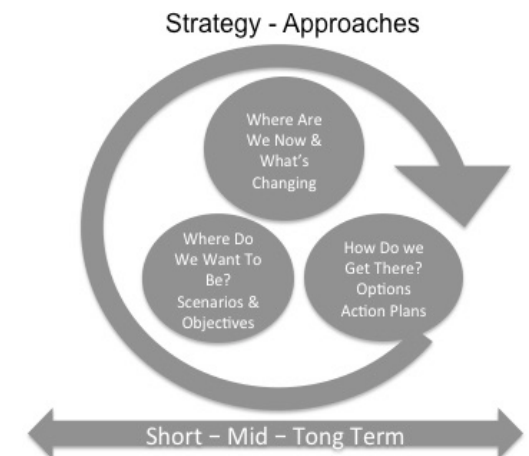 Strategy - Approaches
Where Are
We Now &
What's
Changing
Where Do
We Want To
Be?
Scenarios &
Objectives
How Do we
Get There?
Options
Action Plans
Short – Mid – Tong Term